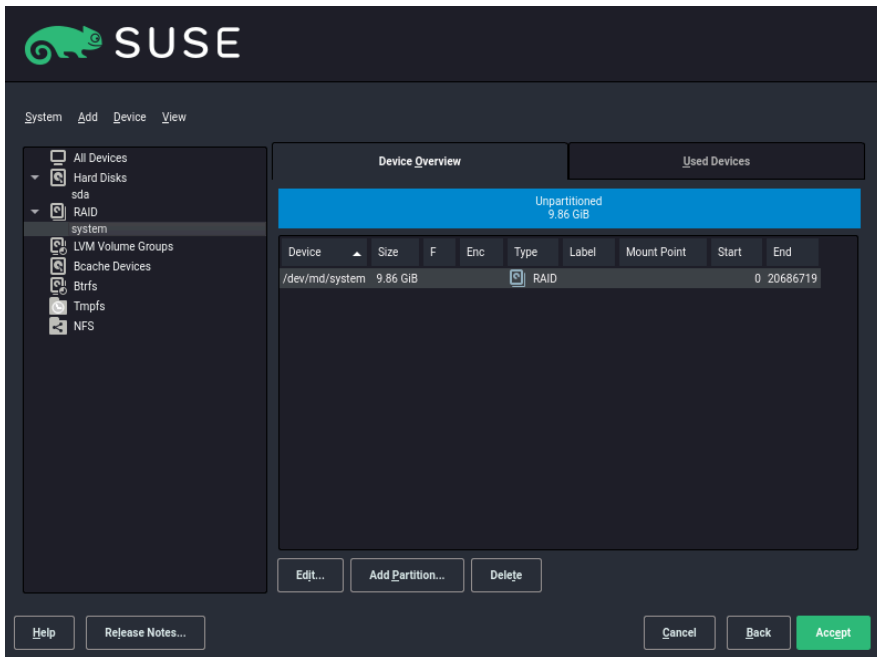 SUSE
System Add Device View
All Devices
Hard Disks
sda
RAID
system
LVM Volume Groups
Bcache Devices
Btrfs
Tmpfs
NFS
Device Overview
Used Devices
Unpartitioned
9.86 GiB
Device Size F Enc Type Label Mount Point Start End
/dev/md/system 9.86 GiB RAID 0 20686719
Edit... Add Partition... Delete
Help Release Notes... Cancel Back Accept